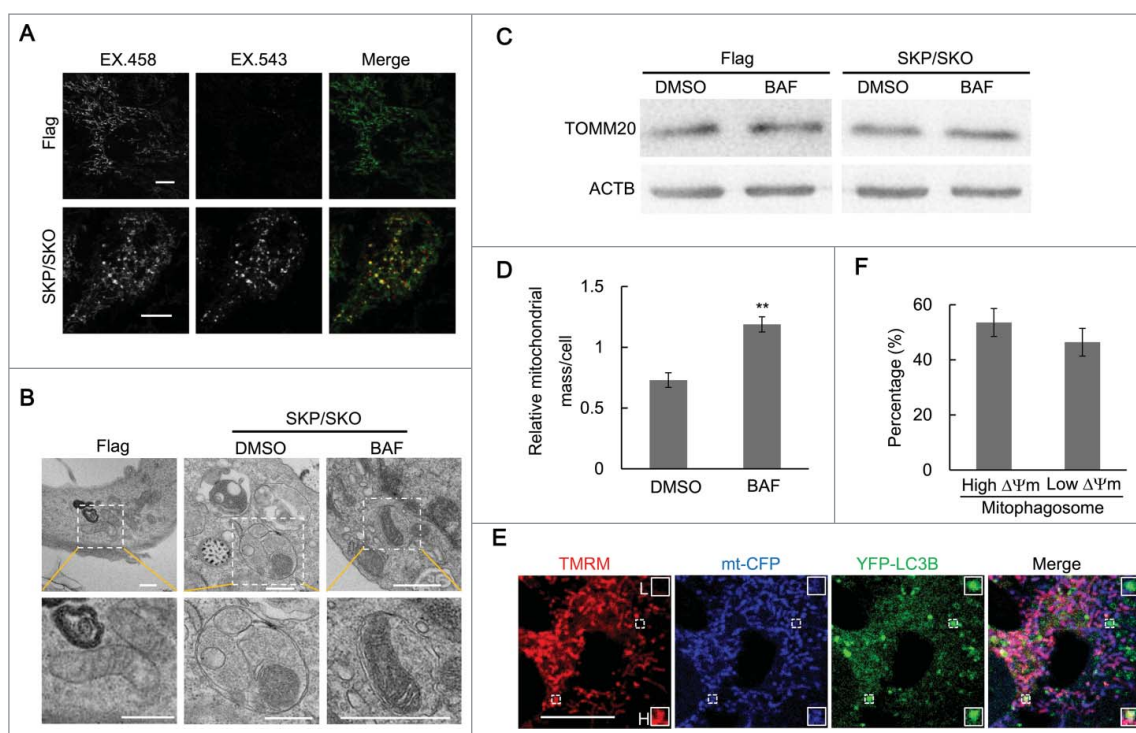 A
EX.458 EX.543 Merge
Flag
SKP/SKO
B
SKP/SKO
Flag DMSO BAF
C
Flag SKP/SKO
DMSO BAF DMSO BAF
TOMM20
ACTB
D
Relative mitochondrial
mass/cell
1.5
1
0.5
0
**
DMSO BAF
F
Percentage (%)
60
40
20
0
High ΔΨm Low ΔΨm
Mitophagosome
E
TMRM mt-CFP YFP-LC3B Merge
L
H